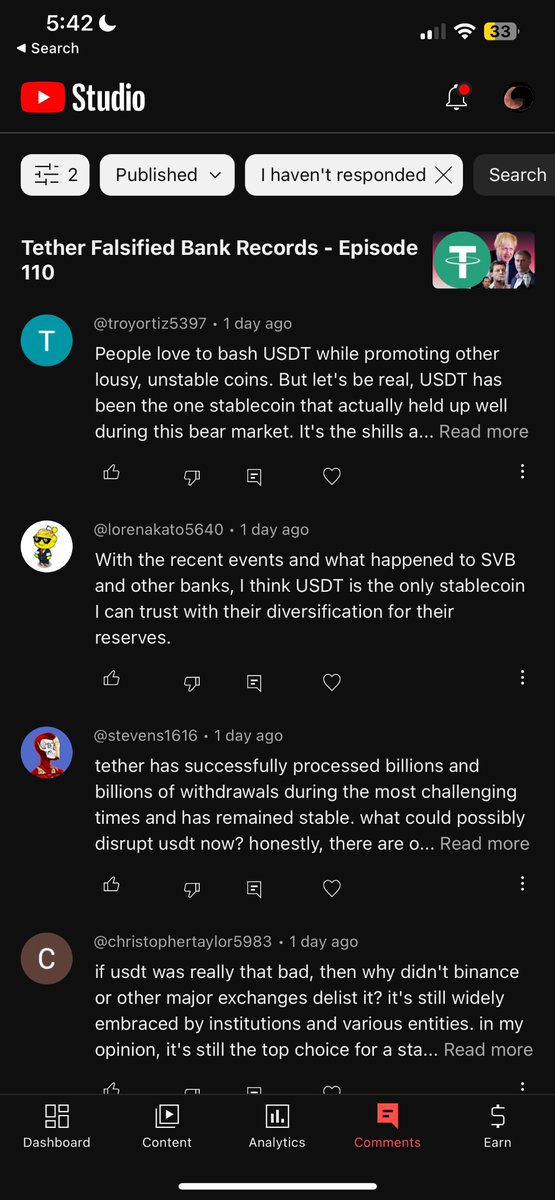 5:42
33
Search
Studio
2
Published
I haven't responded
Search
Tether Falsified Bank Records - Episode
110
T
@troyortiz5397 • 1 day ago
People love to bash USDT while promoting other
lousy, unstable coins. But let's be real, USDT has
been the one stablecoin that actually held up well
during this bear market. It's the shills a... Read more
@lorenakato5640 • 1 day ago
With the recent events and what happened to SVB
and other banks, I think USDT is the only stablecoin
I can trust with their diversification for their
reserves.
@stevens1616 • 1 day ago
tether has successfully processed billions and
billions of withdrawals during the most challenging
times and has remained stable. what could possibly
disrupt usdt now? honestly, there are o... Read more
C
@christophertaylor5983 • 1 day ago
if usdt was really that bad, then why didn't binance
or other major exchanges delist it? it's still widely
embraced by institutions and various entities. in my
opinion, it's still the top choice for a sta... Read more
Dashboard
Content
Analytics
Comments
Earn